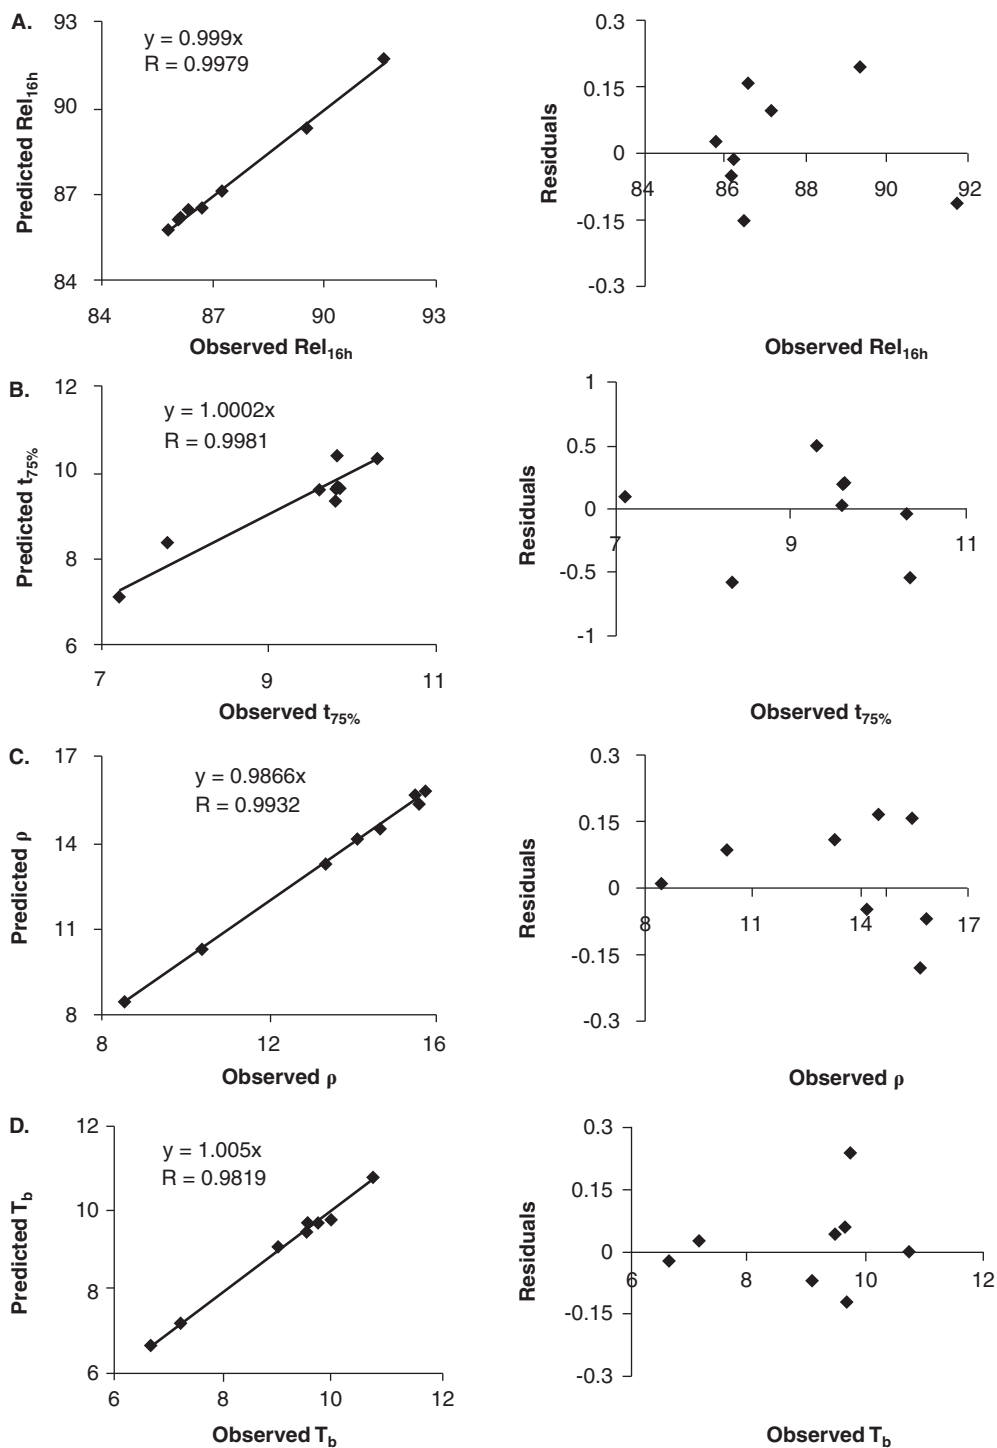 A.
93
90
87
84
Predicted Rel16h
y = 0.999x
R = 0.9979
84 87 90 93
Observed Rel16h
0.3
0.15
0
-0.15
-0.3
Residuals
84 86 88 90 92
Observed Rel16h
B.
12
10
8
6
Predicted t75%
y = 1.0002x
R = 0.9981
7 9 11
Observed t75%
1
0.5
0
-0.5
-1
Residuals
7 9 11
Observed t75%
C.
17
14
11
8
Predicted ρ
y = 0.9866x
R = 0.9932
8 12 16
Observed ρ
0.3
0.15
0
-0.15
-0.3
Residuals
8 11 14 17
Observed ρ
D.
12
10
8
6
Predicted Tb
y = 1.005x
R = 0.9819
6 8 10 12
Observed Tb
0.3
0.15
0
-0.15
-0.3
Residuals
6 8 10 12
Observed Tb